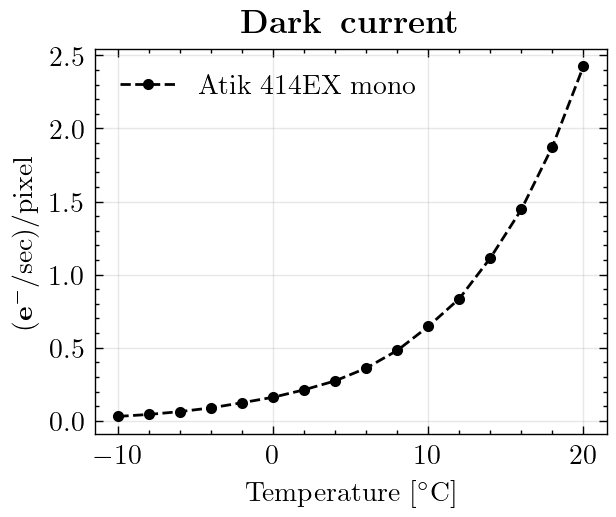 Dark current
Atik 414EX mono
(e⁻/sec)/pixel
2.5
2.0
1.5
1.0
0.5
0.0
−10 0 10 20
Temperature [°C]